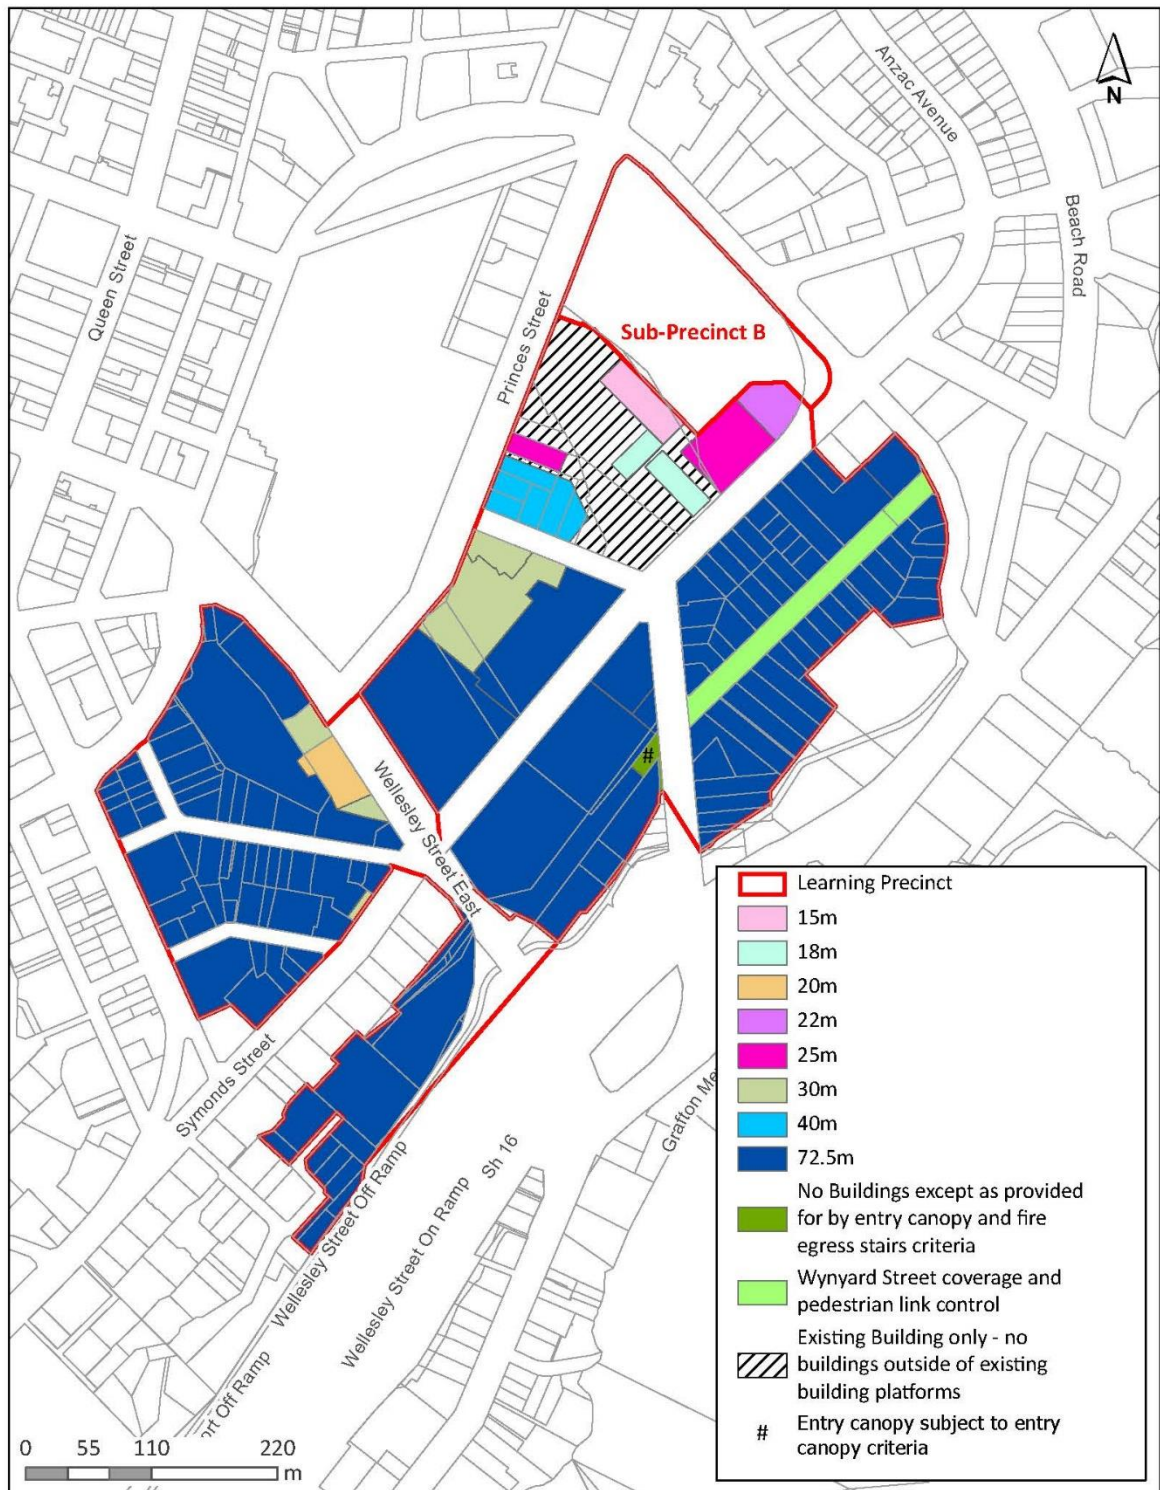 Anzac Avenue
N
Beach Road
Queen Street
Princes Street
Sub-Precinct B
#
Wellesley Street East
Symonds Street
Wellesley Street Off Ramp
Wellesley Street On Ramp
Sh 16
Grafton Me
ort Off Ramp
Learning Precinct
15m
18m
20m
22m
25m
30m
40m
72.5m
No Buildings except as provided
for by entry canopy and fire
egress stairs criteria
Wynyard Street coverage and
pedestrian link control
Existing Building only - no
buildings outside of existing
building platforms
# Entry canopy subject to entry
canopy criteria
0 55 110 220
m